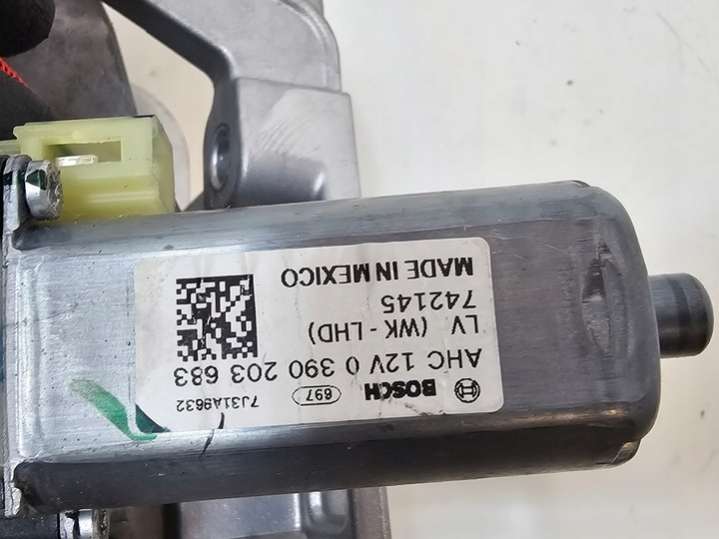 BOSCH 697 7J31A9632
AHC 12V 0 390 203 683
LV (WK - LHD)
742145
MADE IN MEXICO